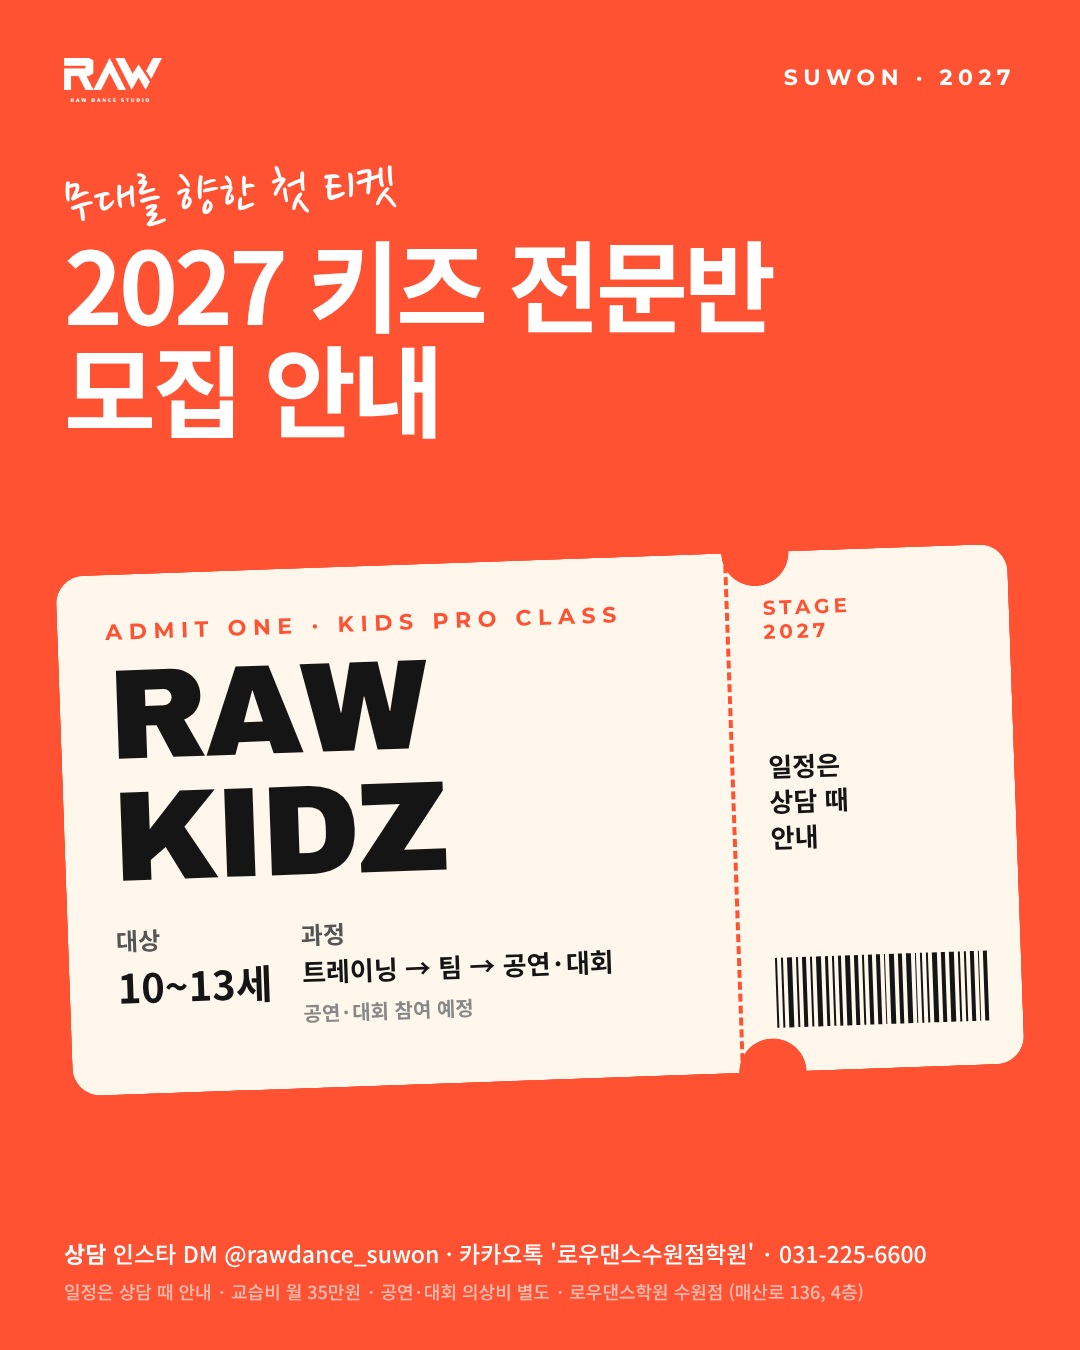 RAW
RAW DANCE STUDIO
SUWON · 2027
무대를 향한 첫 티켓
2027 키즈 전문반
모집 안내
ADMIT ONE · KIDS PRO CLASS
RAW
KIDZ
대상
10~13세
과정
트레이닝 → 팀 → 공연·대회
공연·대회 참여 예정
STAGE
2027
일정은
상담 때
안내
상담 인스타 DM @rawdance_suwon · 카카오톡 '로우댄스수원점학원' · 031-225-6600
일정은 상담 때 안내 · 교습비 월 35만원 · 공연·대회 의상비 별도 · 로우댄스학원 수원점 (매산로 136, 4층)